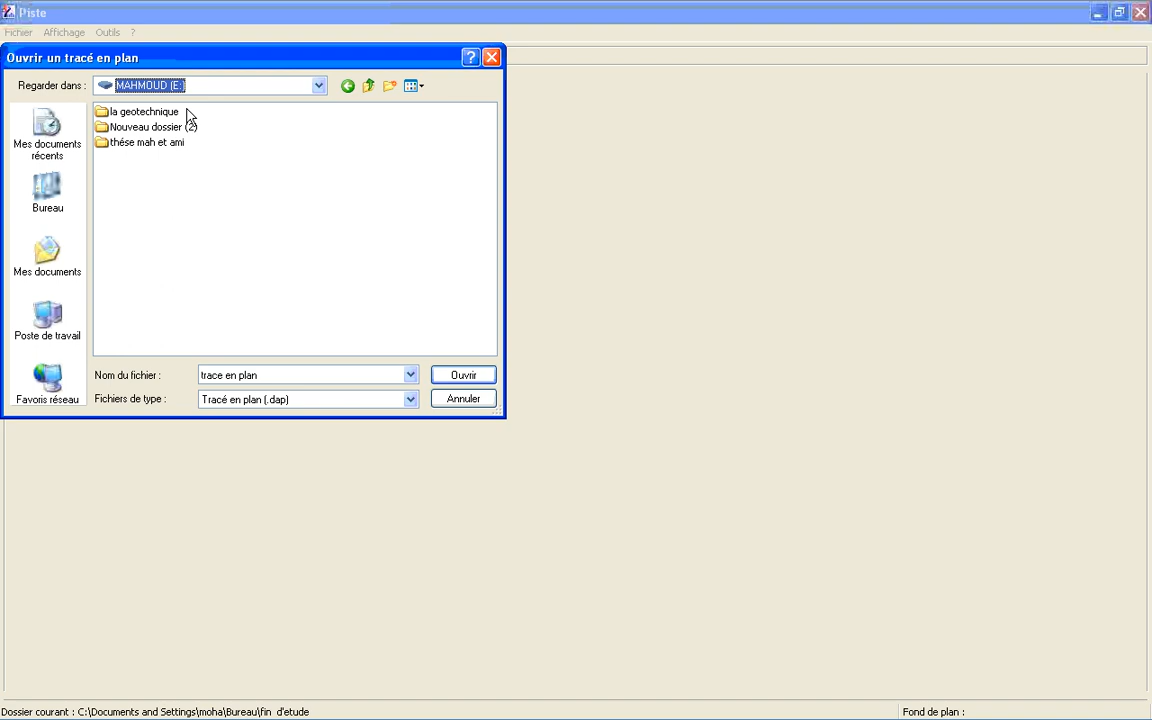 Piste
Fichier Affichage Outils ?
Ouvrir un tracé en plan
Regarder dans : MAHMOUD (E:)
la geotechnique
Nouveau dossier (2)
thése mah et ami
Mes documents
récents
Bureau
Mes documents
Poste de travail
Favoris réseau
Nom du fichier : trace en plan Ouvrir
Fichiers de type : Tracé en plan (.dap) Annuler
Dossier courant : C:\Documents and Settings\moha\Bureau\fin d'etude Fond de plan :